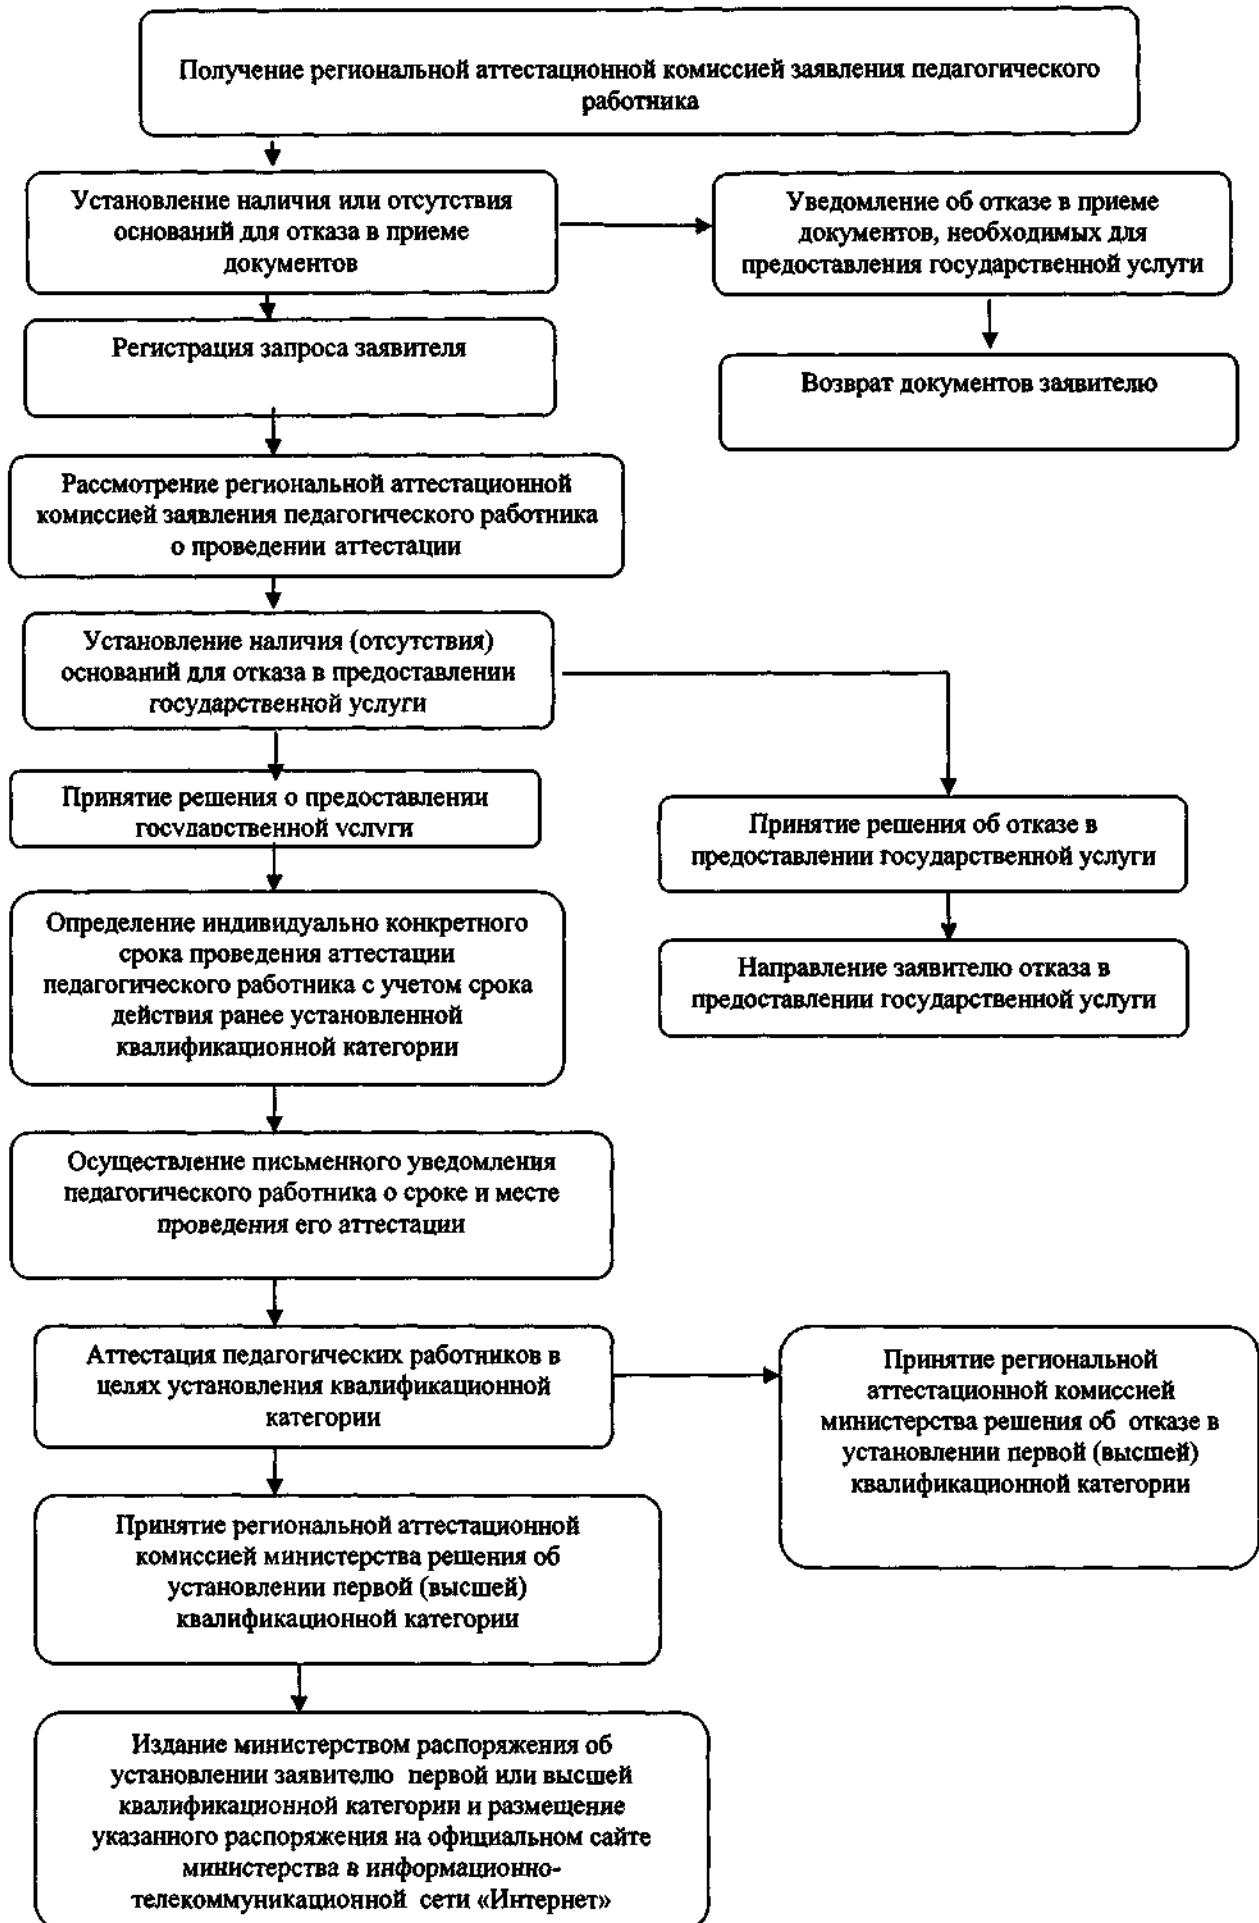 Получение региональной аттестационной комиссией заявления педагогического
работника
Установление наличия или отсутствия
оснований для отказа в приеме
документов
Уведомление об отказе в приеме
документов, необходимых для
предоставления государственной услуги
Регистрация запроса заявителя
Возврат документов заявителю
Рассмотрение региональной аттестационной
комиссией заявления педагогического работника
о проведении аттестации
Установление наличия (отсутствия)
оснований для отказа в предоставлении
государственной услуги
Принятие решения о предоставлении
государственной услуги
Принятие решения об отказе в
предоставлении государственной услуги
Определение индивидуально конкретного
срока проведения аттестации
педагогического работника с учетом срока
действия ранее установленной
квалификационной категории
Направление заявителю отказа в
предоставлении государственной услуги
Осуществление письменного уведомления
педагогического работника о сроке и месте
проведения его аттестации
Аттестация педагогических работников в
целях установления квалификационной
категории
Принятие региональной
аттестационной комиссией
министерства решения об отказе в
установлении первой (высшей)
квалификационной категории
Принятие региональной аттестационной
комиссией министерства решения об
установлении первой (высшей)
квалификационной категории
Издание министерством распоряжения об
установлении заявителю первой или высшей
квалификационной категории и размещение
указанного распоряжения на официальном сайте
министерства в информационно-
телекоммуникационной сети «Интернет»